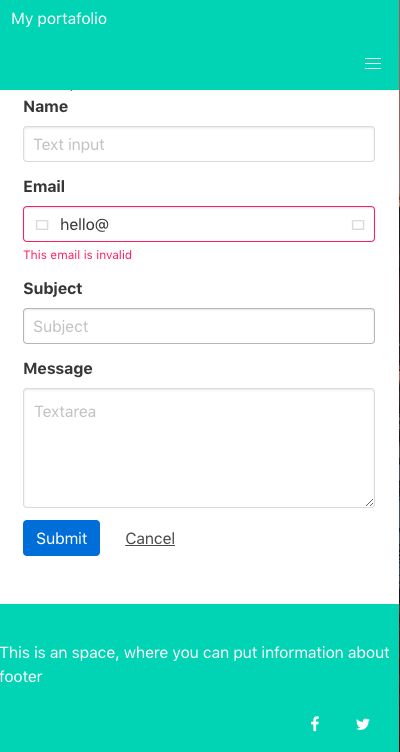 My portafolio
Name
Text input
Email
hello@
This email is invalid
Subject
Subject
Message
Textarea
Submit Cancel
This is an space, where you can put information about
footer